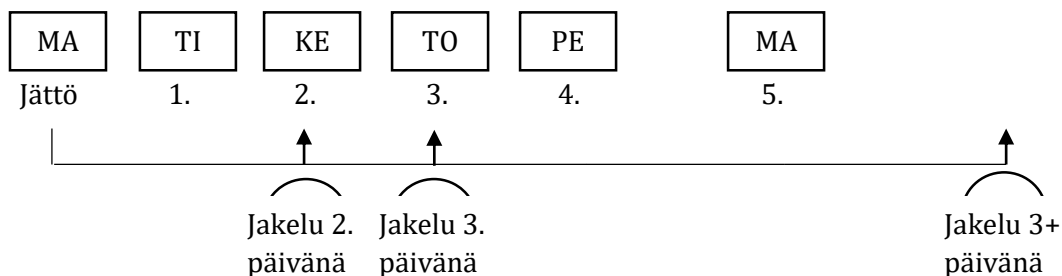 MA TI KE TO PE MA
Jättö 1. 2. 3. 4. 5.
Jakelu 2. Jakelu 3. Jakelu 3+
päivänä päivänä päivänä